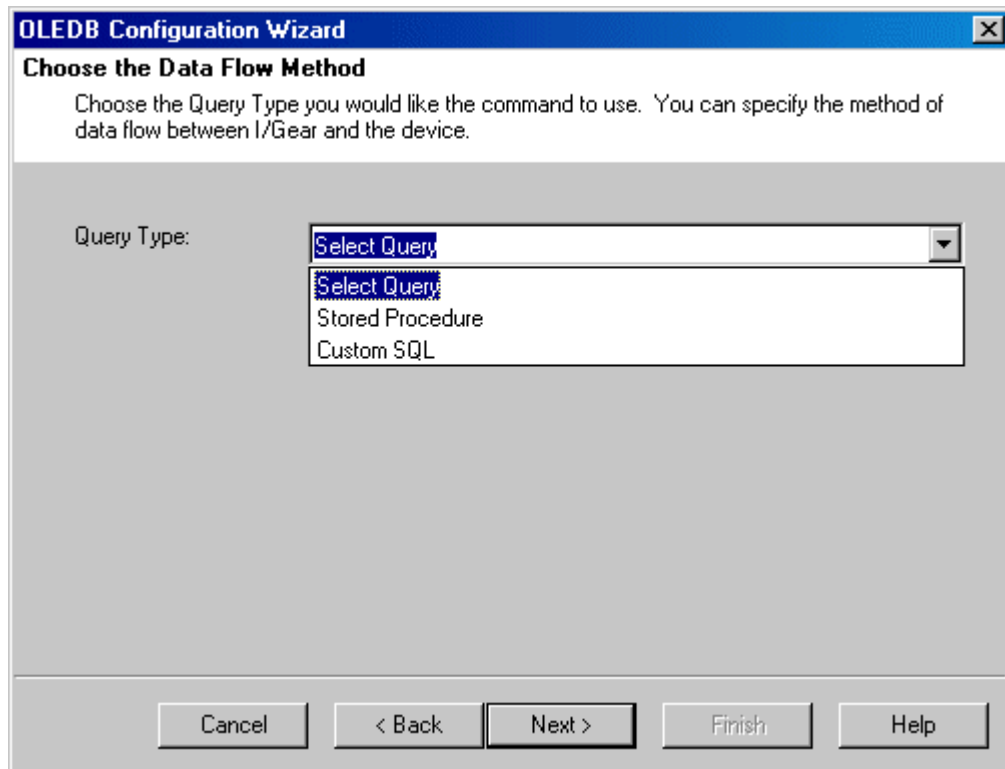 OLEDB Configuration Wizard
Choose the Data Flow Method
Choose the Query Type you would like the command to use.  You can specify the method of
data flow between I/Gear and the device.
Query Type:
Select Query
Select Query
Stored Procedure
Custom SQL
Cancel
< Back
Next >
Finish
Help